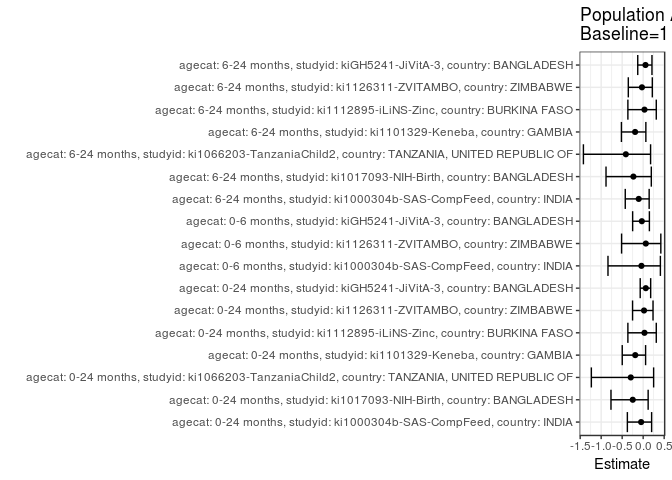 Population
Baseline=1
agecat: 6-24 months, studyid: kiGH5241-JiVitA-3, country: BANGLADESH
agecat: 6-24 months, studyid: ki1126311-ZVITAMBO, country: ZIMBABWE
agecat: 6-24 months, studyid: ki1112895-iLiNS-Zinc, country: BURKINA FASO
agecat: 6-24 months, studyid: ki1101329-Keneba, country: GAMBIA
agecat: 6-24 months, studyid: ki1066203-TanzaniaChild2, country: TANZANIA, UNITED REPUBLIC OF
agecat: 6-24 months, studyid: ki1017093-NIH-Birth, country: BANGLADESH
agecat: 6-24 months, studyid: ki1000304b-SAS-CompFeed, country: INDIA
agecat: 0-6 months, studyid: kiGH5241-JiVitA-3, country: BANGLADESH
agecat: 0-6 months, studyid: ki1126311-ZVITAMBO, country: ZIMBABWE
agecat: 0-6 months, studyid: ki1000304b-SAS-CompFeed, country: INDIA
agecat: 0-24 months, studyid: kiGH5241-JiVitA-3, country: BANGLADESH
agecat: 0-24 months, studyid: ki1126311-ZVITAMBO, country: ZIMBABWE
agecat: 0-24 months, studyid: ki1112895-iLiNS-Zinc, country: BURKINA FASO
agecat: 0-24 months, studyid: ki1101329-Keneba, country: GAMBIA
agecat: 0-24 months, studyid: ki1066203-TanzaniaChild2, country: TANZANIA, UNITED REPUBLIC OF
agecat: 0-24 months, studyid: ki1017093-NIH-Birth, country: BANGLADESH
agecat: 0-24 months, studyid: ki1000304b-SAS-CompFeed, country: INDIA
-1.5 -1.0 -0.5 0.0 0.5
Estimate